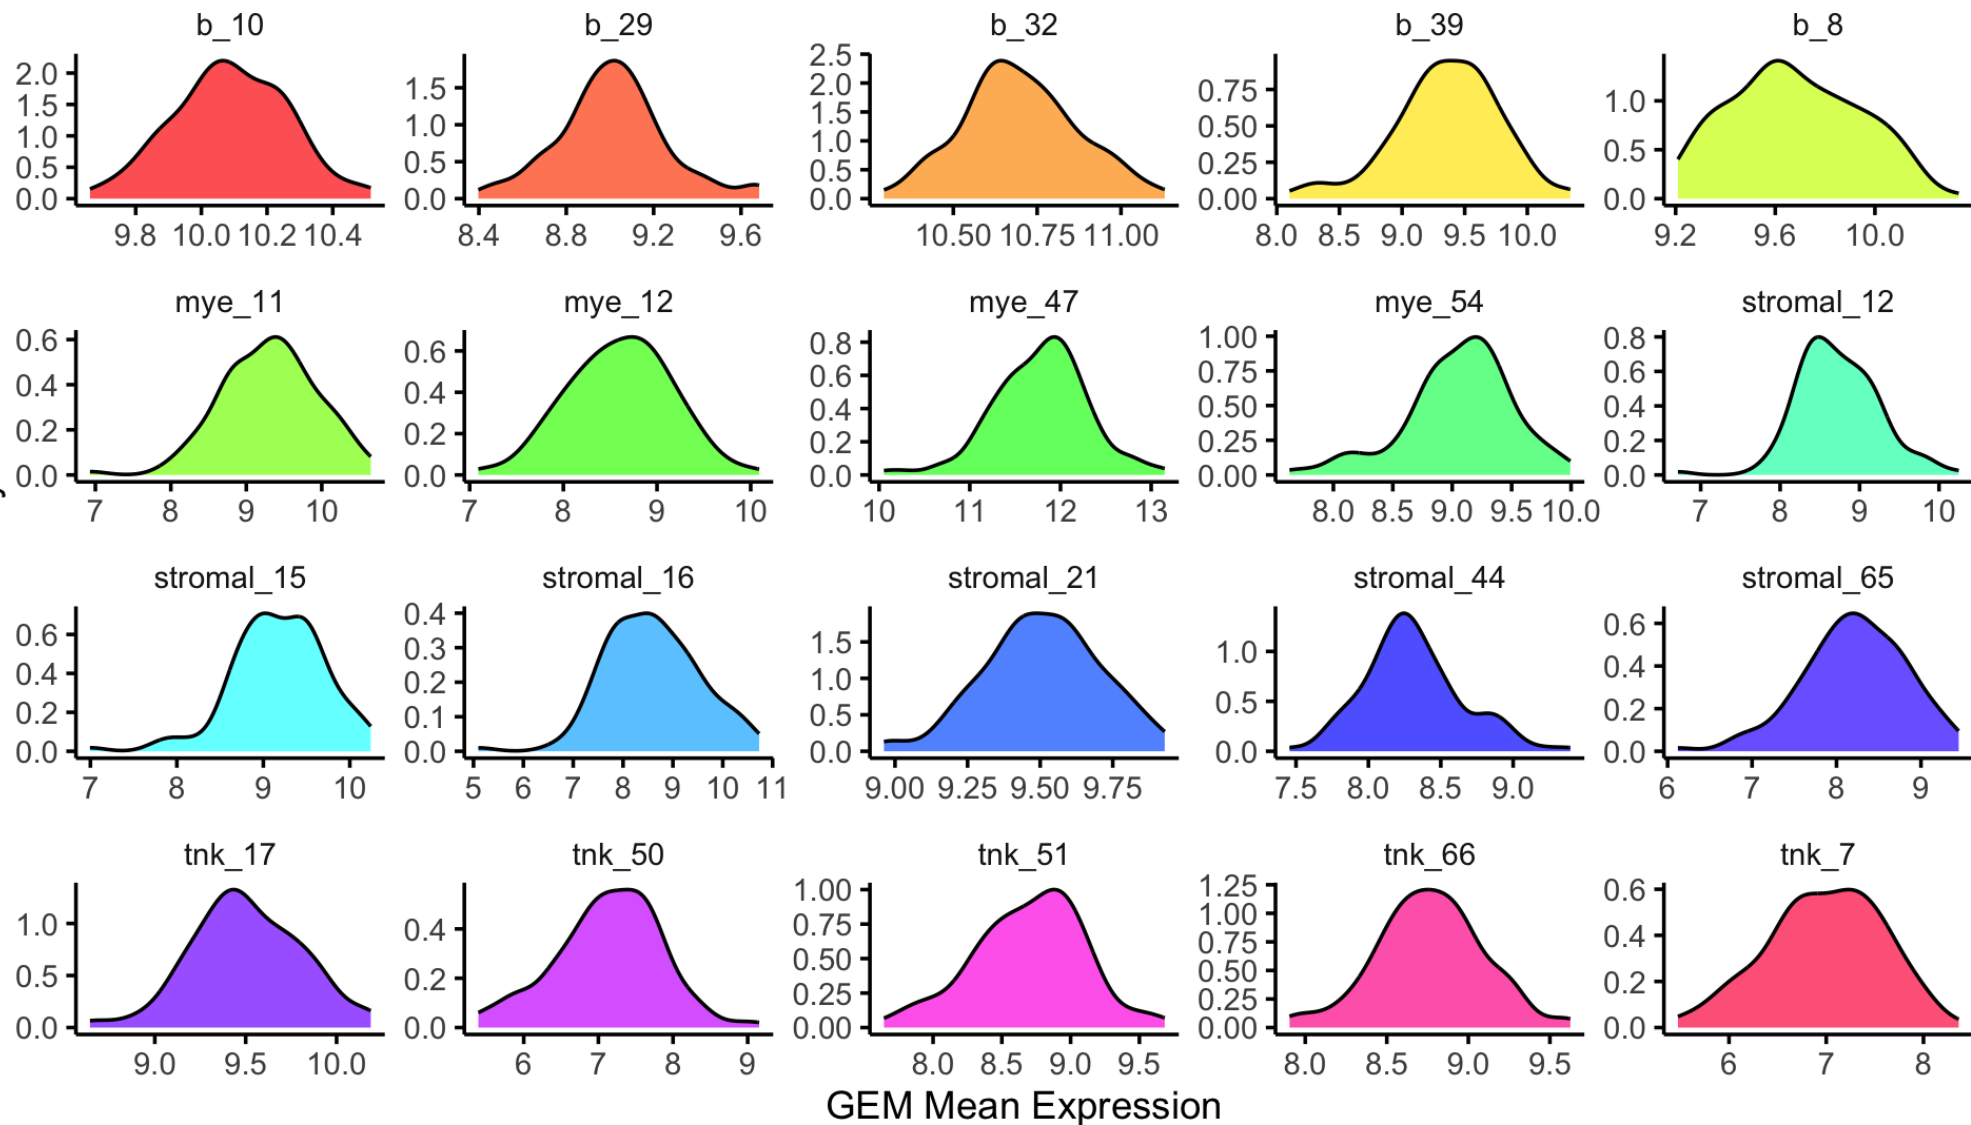 b_10 b_29 b_32 b_39 b_8
2.0 1.5 1.0 0.5 0.0
1.5 1.0 0.5 0.0
2.5 2.0 1.5 1.0 0.5 0.0
0.75 0.50 0.25 0.00
1.0 0.5 0.0
9.8 10.0 10.2 10.4
8.4 8.8 9.2 9.6
10.50 10.75 11.00
8.0 8.5 9.0 9.5 10.0
9.2 9.6 10.0
mye_11 mye_12 mye_47 mye_54 stromal_12
0.6 0.4 0.2 0.0
0.6 0.4 0.2 0.0
0.8 0.6 0.4 0.2 0.0
1.00 0.75 0.50 0.25 0.00
0.8 0.6 0.4 0.2 0.0
7 8 9 10
7 8 9 10
10 11 12 13
8.0 8.5 9.0 9.5 10.0
7 8 9 10
stromal_15 stromal_16 stromal_21 stromal_44 stromal_65
0.6 0.4 0.2 0.0
0.4 0.3 0.2 0.1 0.0
1.5 1.0 0.5 0.0
1.0 0.5 0.0
0.6 0.4 0.2 0.0
7 8 9 10
5 6 7 8 9 10 11
9.00 9.25 9.50 9.75
7.5 8.0 8.5 9.0
6 7 8 9
tnk_17 tnk_50 tnk_51 tnk_66 tnk_7
1.0 0.5 0.0
0.4 0.2 0.0
1.00 0.75 0.50 0.25 0.00
1.25 1.00 0.75 0.50 0.25 0.00
0.6 0.4 0.2 0.0
9.0 9.5 10.0
6 7 8 9
8.0 8.5 9.0 9.5
8.0 8.5 9.0 9.5
6 7 8
GEM Mean Expression